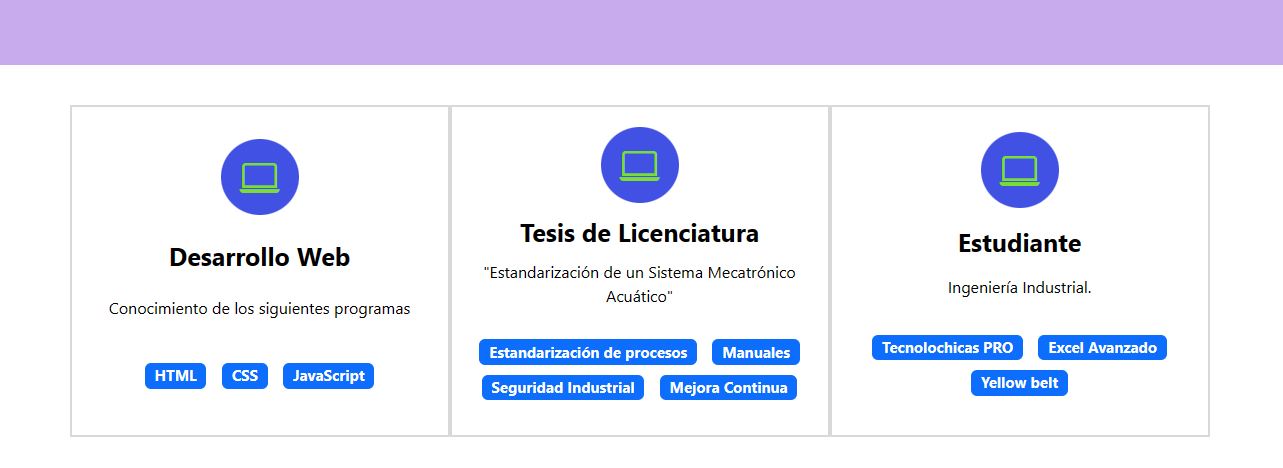 Desarrollo Web
Conocimiento de los siguientes programas
HTML CSS JavaScript
Tesis de Licenciatura
"Estandarización de un Sistema Mecatrónico
Acuático"
Estandarización de procesos Manuales
Seguridad Industrial Mejora Continua
Estudiante
Ingeniería Industrial.
Tecnolochicas PRO Excel Avanzado
Yellow belt